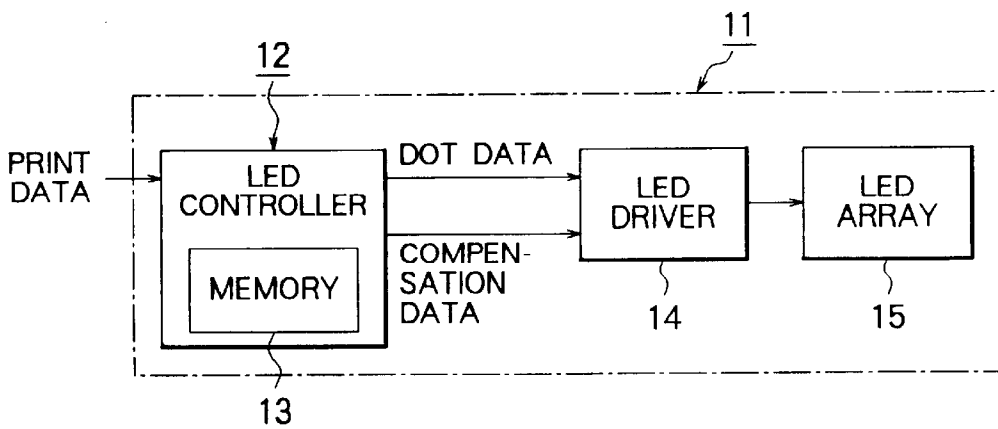 11
12
PRINT
DATA
LED
CONTROLLER
MEMORY
13
DOT DATA
COMPEN-
SATION
DATA
LED
DRIVER
14
LED
ARRAY
15